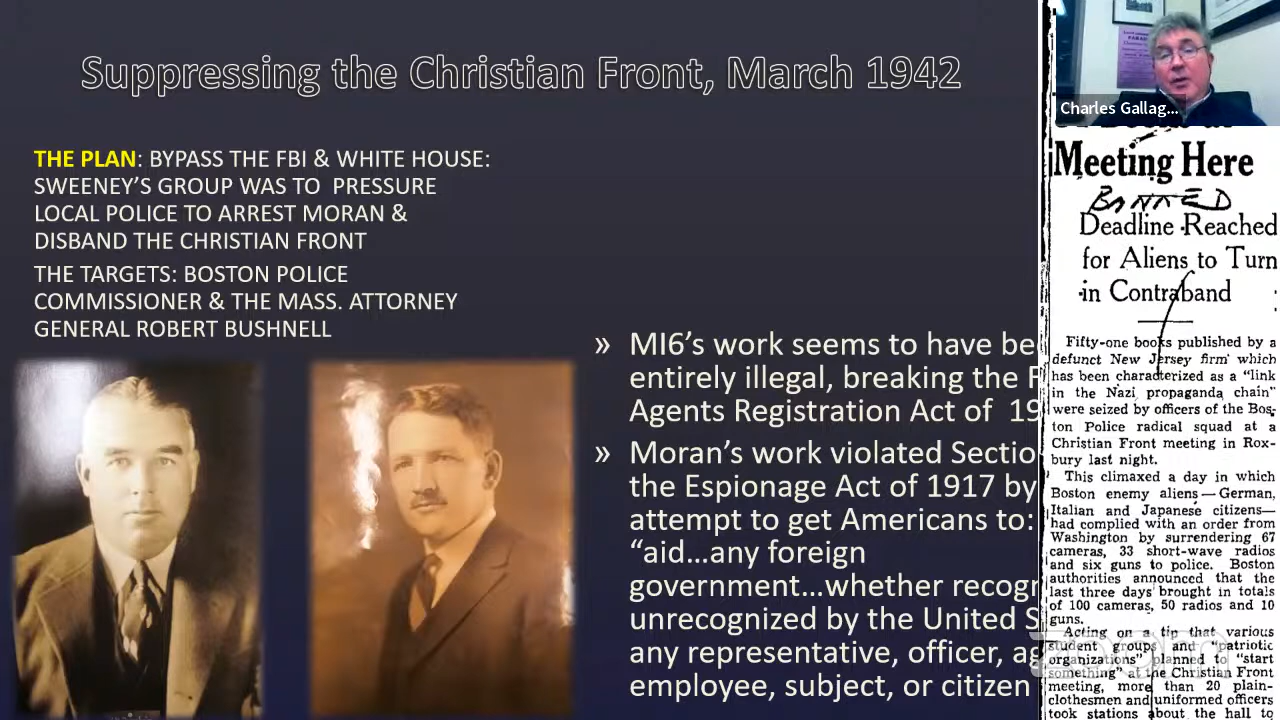 Suppressing the Christian Front, March 1942
THE PLAN: BYPASS THE FBI & WHITE HOUSE:
SWEENEY'S GROUP WAS TO PRESSURE
LOCAL POLICE TO ARREST MORAN &
DISBAND THE CHRISTIAN FRONT
THE TARGETS: BOSTON POLICE
COMMISSIONER & THE MASS. ATTORNEY
GENERAL ROBERT BUSHNELL
» MI6's work seems to have be
entirely illegal, breaking the F
Agents Registration Act of 19
» Moran's work violated Sectio
the Espionage Act of 1917 by
attempt to get Americans to:
"aid...any foreign
government...whether recogn
unrecognized by the United S
any representative, officer, ag
employee, subject, or citizen
Charles Gallag...
Meeting Here
BANNED
Deadline Reached
for Aliens to Turn
in Contraband
Fifty-one books published by a
defunct New Jersey firm which
has been characterized as a "link
in the Nazi propaganda chain"
were seized by officers of the Bos-
ton Police radical squad at a
Christian Front meeting in Rox-
bury last night.
This climaxed a day in which
Boston enemy aliens—German,
Italian and Japanese citizens—
had complied with an order from
Washington by surrendering 67
cameras, 33 short-wave radios
and six guns to police. Boston
authorities announced that the
last three days brought in totals
of 100 cameras, 50 radios and 10
guns.
Acting on a tip that various
student groups and "patriotic
organizations" planned to "start
something" at the Christian Front
meeting, more than 20 plain-
clothesmen and uniformed officers
took stations about the hall to
zoom